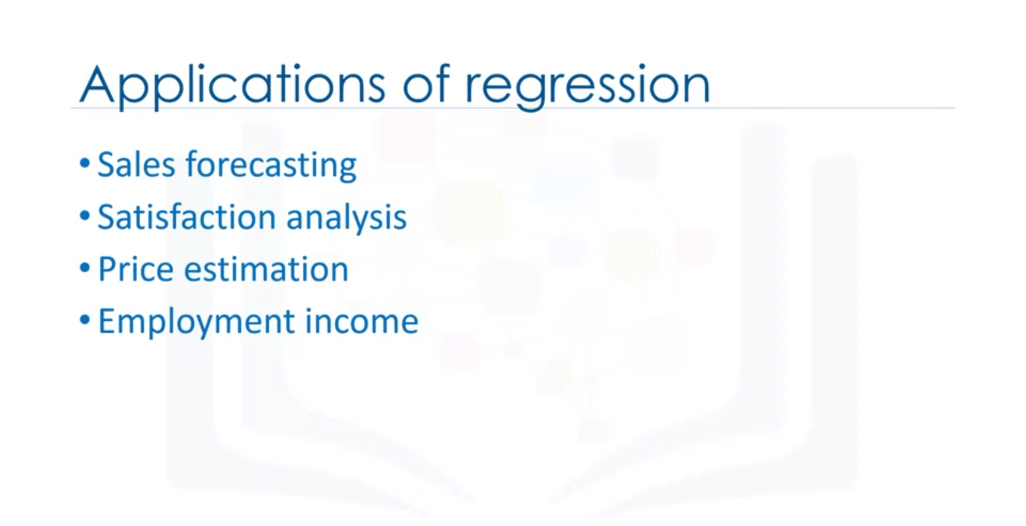 Applications of regression
• Sales forecasting
• Satisfaction analysis
• Price estimation
• Employment income